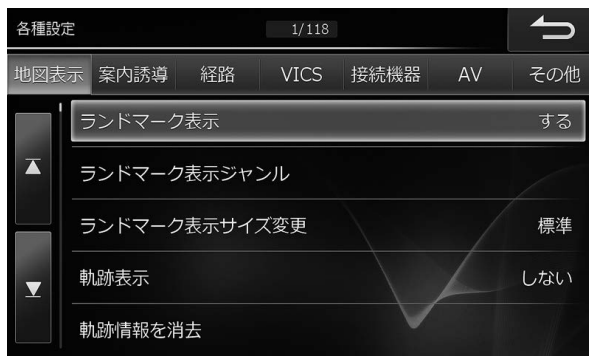 各種設定 1/118
地図表示 案内誘導 経路 VICS 接続機器 AV その他
ランドマーク表示 する
ランドマーク表示ジャンル
ランドマーク表示サイズ変更 標準
軌跡表示 しない
軌跡情報を消去